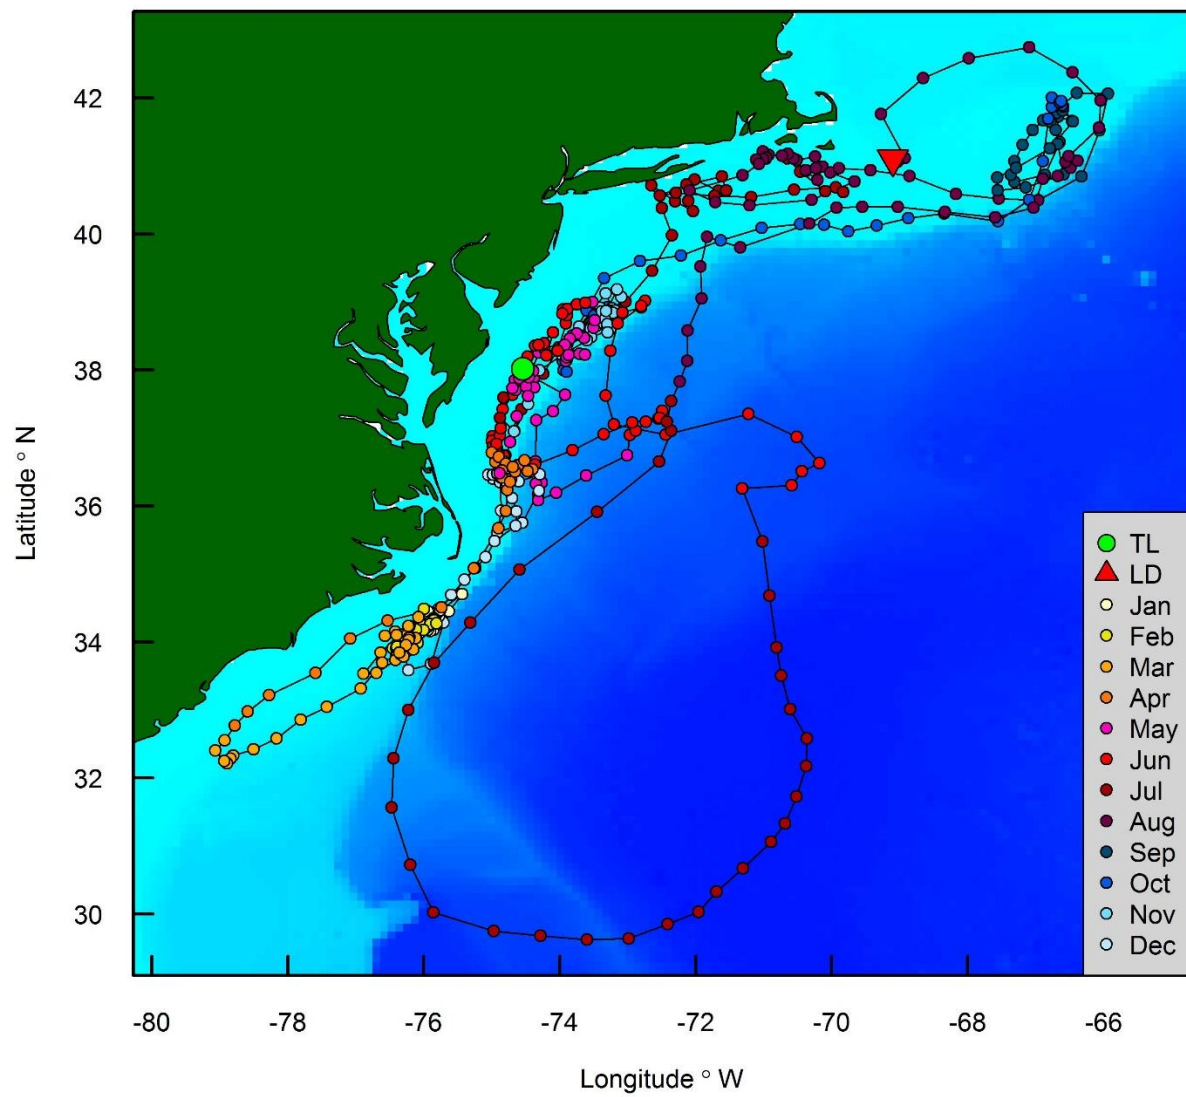 42
40
38
36
34
32
30
Latitude ° N
-80 -78 -76 -74 -72 -70 -68 -66
Longitude ° W
TL
LD
Jan
Feb
Mar
Apr
May
Jun
Jul
Aug
Sep
Oct
Nov
Dec